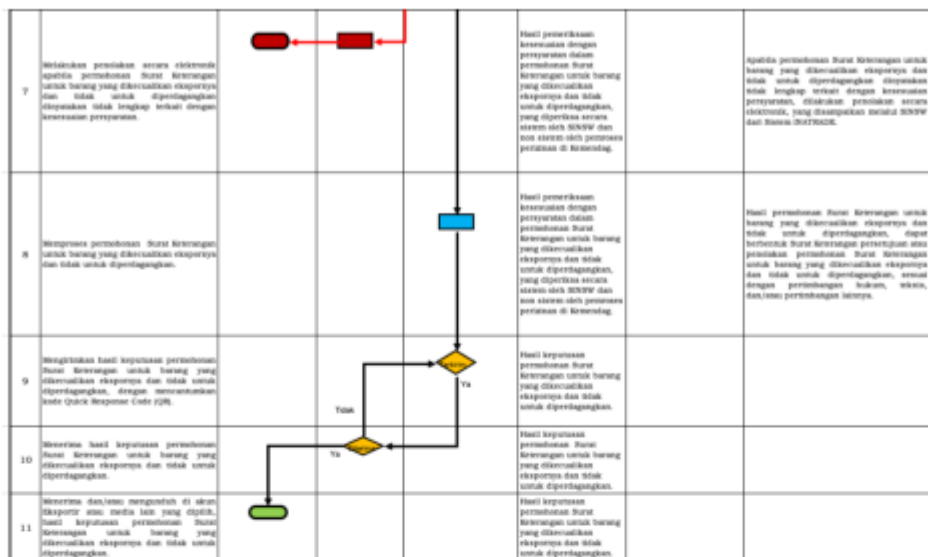 7
Melakukan penolakan secara elektronik
apabila permohonan Surat Keterangan
untuk barang yang dikecualikan ekspornya
dan tidak untuk diperdagangkan
dinyatakan tidak lengkap terkait dengan
kesesuaian persyaratan.
Hasil pemeriksaan
kesesuaian dengan
persyaratan dalam
permohonan Surat
Keterangan untuk barang
yang dikecualikan
ekspornya dan tidak
untuk diperdagangkan,
yang diperiksa secara
sistem oleh SINSW dan
non sistem oleh pemroses
perizinan di Kemendag.
Apabila permohonan Surat Keterangan untuk
barang yang dikecualikan ekspornya dan
tidak untuk diperdagangkan dinyatakan
tidak lengkap terkait dengan kesesuaian
persyaratan, dilakukan penolakan secara
elektronik, yang disampaikan melalui SINSW
dari Sistem INATRADE.
8
Memproses permohonan Surat Keterangan
untuk barang yang dikecualikan ekspornya
dan tidak untuk diperdagangkan.
Hasil pemeriksaan
kesesuaian dengan
persyaratan dalam
permohonan Surat
Keterangan untuk barang
yang dikecualikan
ekspornya dan tidak
untuk diperdagangkan,
yang diperiksa secara
sistem oleh SINSW dan
non sistem oleh pemroses
perizinan di Kemendag.
Hasil permohonan Surat Keterangan untuk
barang yang dikecualikan ekspornya dan
tidak untuk diperdagangkan, dapat
berbentuk Surat Keterangan persetujuan atau
penolakan permohonan Surat Keterangan
untuk barang yang dikecualikan ekspornya
dan tidak untuk diperdagangkan, sesuai
dengan pertimbangan hukum, teknis,
dan/atau pertimbangan lainnya.
9
Mengirimkan hasil keputusan permohonan
Surat Keterangan untuk barang yang
dikecualikan ekspornya dan tidak untuk
diperdagangkan, dengan mencantumkan
kode Quick Response Code (QR).
Ya
Tidak
Hasil keputusan
permohonan Surat
Keterangan untuk barang
yang dikecualikan
ekspornya dan tidak
untuk diperdagangkan.
10
Menerima hasil keputusan permohonan
Surat Keterangan untuk barang yang
dikecualikan ekspornya dan tidak untuk
diperdagangkan.
Ya
Hasil keputusan
permohonan Surat
Keterangan untuk barang
yang dikecualikan
ekspornya dan tidak
untuk diperdagangkan.
11
Menerima dan/atau mengunduh di akun
Eksportir atau media lain yang dipilih,
hasil keputusan permohonan Surat
Keterangan untuk barang yang
dikecualikan ekspornya dan tidak untuk
diperdagangkan.
Hasil keputusan
permohonan Surat
Keterangan untuk barang
yang dikecualikan
ekspornya dan tidak
untuk diperdagangkan.